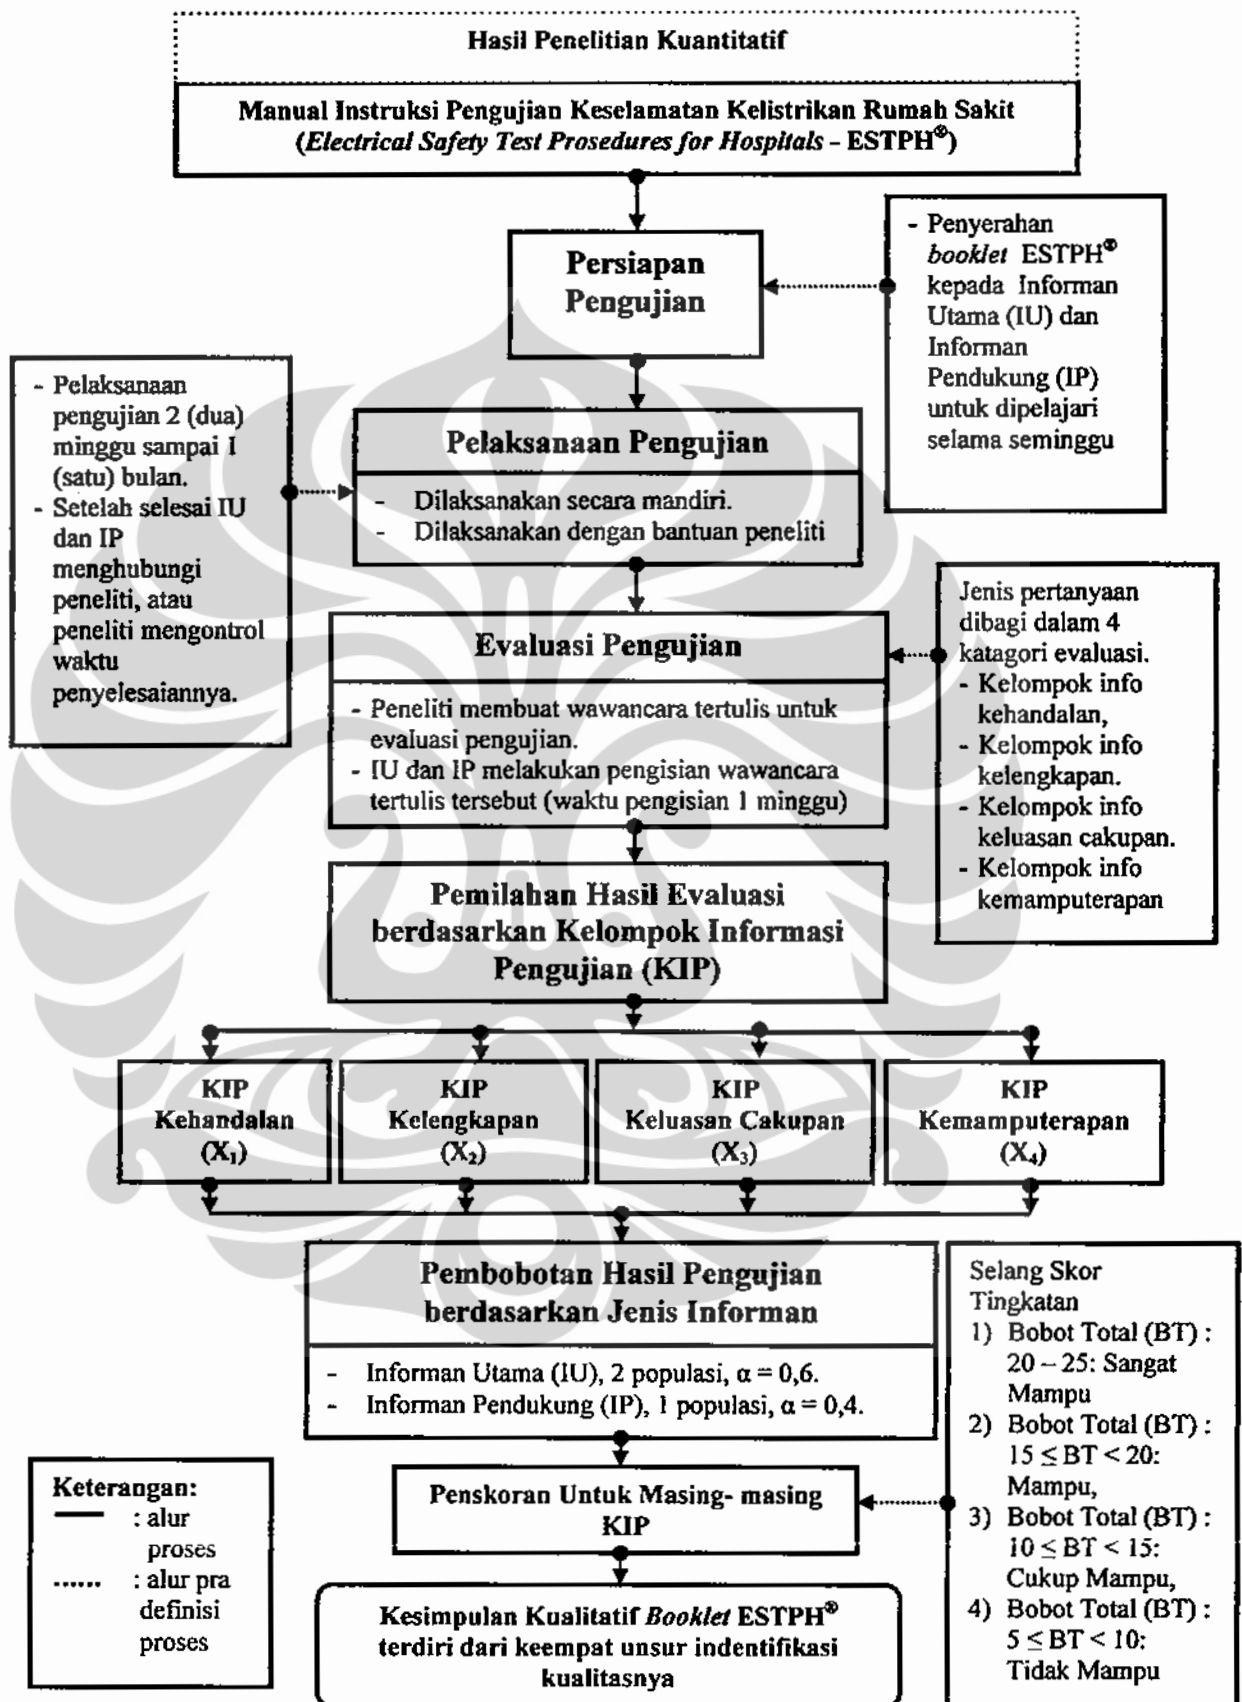 Hasil Penelitian Kuantitatif
Manual Instruksi Pengujian Keselamatan Kelistrikan Rumah Sakit
(Electrical Safety Test Prosedures for Hospitals - ESTPH®)
Persiapan
Pengujian
- Penyerahan
booklet ESTPH®
kepada Informan
Utama (IU) dan
Informan
Pendukung (IP)
untuk dipelajari
selama seminggu
- Pelaksanaan
pengujian 2 (dua)
minggu sampai 1
(satu) bulan.
- Setelah selesai IU
dan IP
menghubungi
peneliti, atau
peneliti mengontrol
waktu
penyelesaiannya.
Pelaksanaan Pengujian
- Dilaksanakan secara mandiri.
- Dilaksanakan dengan bantuan peneliti
Evaluasi Pengujian
- Peneliti membuat wawancara tertulis untuk
evaluasi pengujian.
- IU dan IP melakukan pengisian wawancara
tertulis tersebut (waktu pengisian 1 minggu)
Jenis pertanyaan
dibagi dalam 4
katagori evaluasi.
- Kelompok info
kehandalan,
- Kelompok info
kelengkapan.
- Kelompok info
keluasan cakupan.
- Kelompok info
kemamputerapan
Pemilahan Hasil Evaluasi
berdasarkan Kelompok Informasi
Pengujian (KIP)
KIP
Kehandalan
(X₁)
KIP
Kelengkapan
(X₂)
KIP
Keluasan Cakupan
(X₃)
KIP
Kemamputerapan
(X₄)
Pembobotan Hasil Pengujian
berdasarkan Jenis Informan
- Informan Utama (IU), 2 populasi, α = 0,6.
- Informan Pendukung (IP), 1 populasi, α = 0,4.
Selang Skor
Tingkatan
1) Bobot Total (BT) :
20 – 25: Sangat
Mampu
2) Bobot Total (BT) :
15 ≤ BT < 20:
Mampu,
3) Bobot Total (BT) :
10 ≤ BT < 15:
Cukup Mampu,
4) Bobot Total (BT) :
5 ≤ BT < 10:
Tidak Mampu
Penskoran Untuk Masing- masing
KIP
Keterangan:
: alur
proses
: alur pra
definisi
proses
Kesimpulan Kualitatif Booklet ESTPH®
terdiri dari keempat unsur indentifikasi
kualitasnya